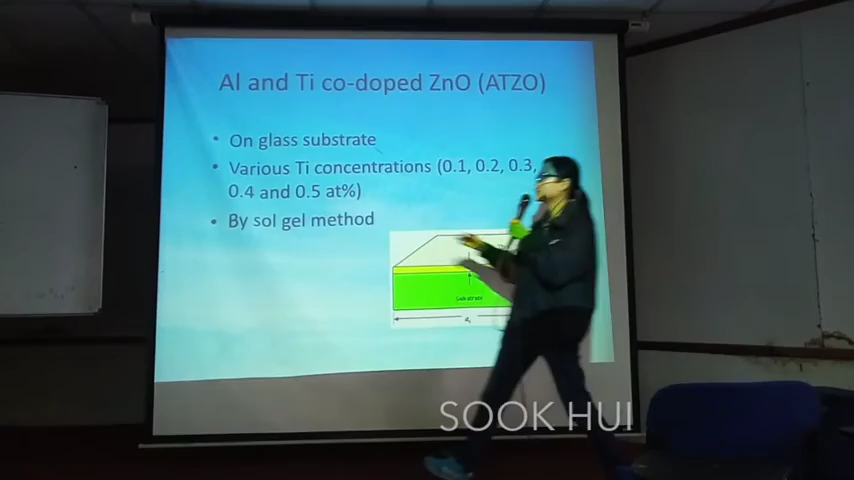 Al and Ti co-doped ZnO (ATZO)
• On glass substrate
• Various Ti concentrations (0.1, 0.2, 0.3,
0.4 and 0.5 at%)
• By sol gel method
Substrate
SOOK HUI